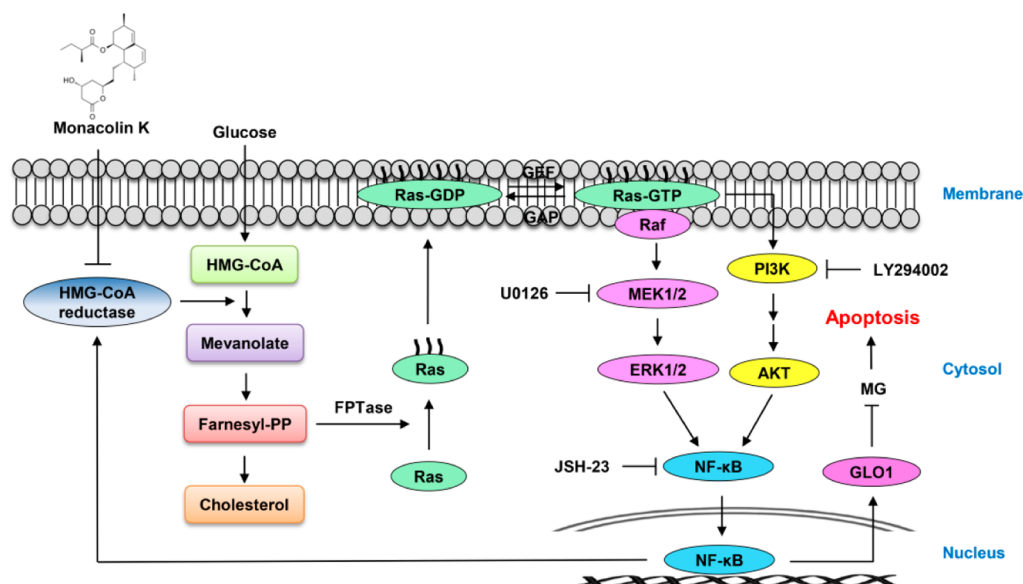 O
O
HO
O
O
Monacolin K
Glucose
GEF
Ras-GDP
Ras-GTP
Membrane
GAP
Raf
HMG-CoA
PI3K
LY294002
HMG-CoA
reductase
U0126
MEK1/2
Apoptosis
Mevanolate
Ras
ERK1/2
AKT
Cytosol
MG
FPTase
Farnesyl-PP
JSH-23
NF-κB
GLO1
Ras
Cholesterol
NF-κB
Nucleus